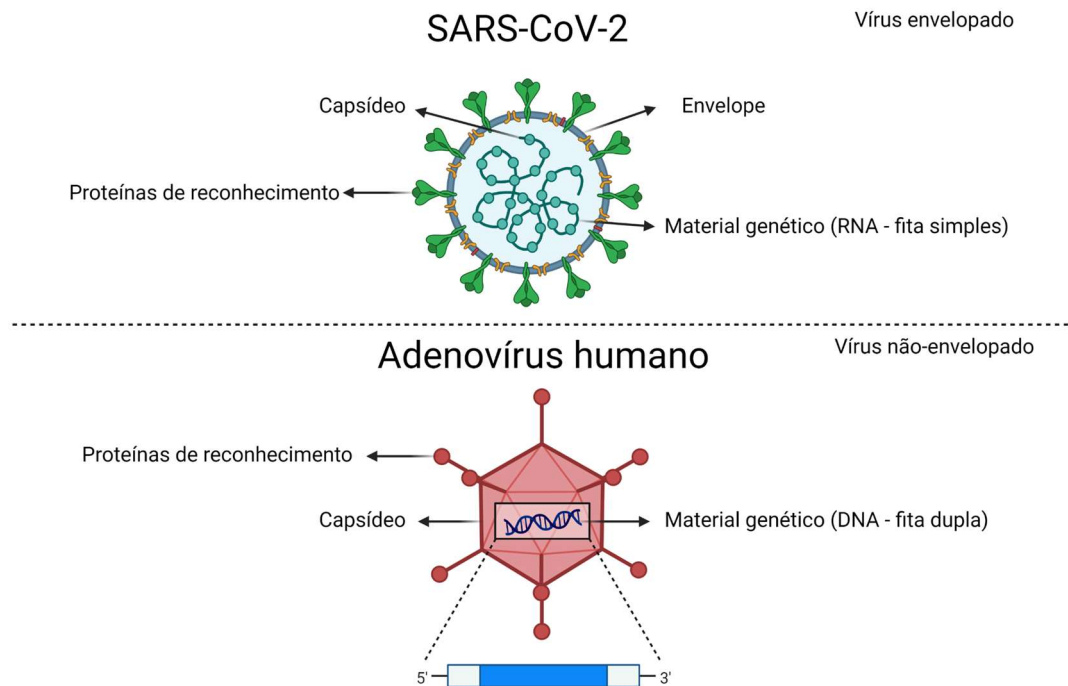 SARS-CoV-2
Vírus envelopado
Capsídeo
Envelope
Proteínas de reconhecimento
Material genético (RNA - fita simples)
Adenovírus humano
Vírus não-envelopado
Proteínas de reconhecimento
Capsídeo
Material genético (DNA - fita dupla)
5'
3'